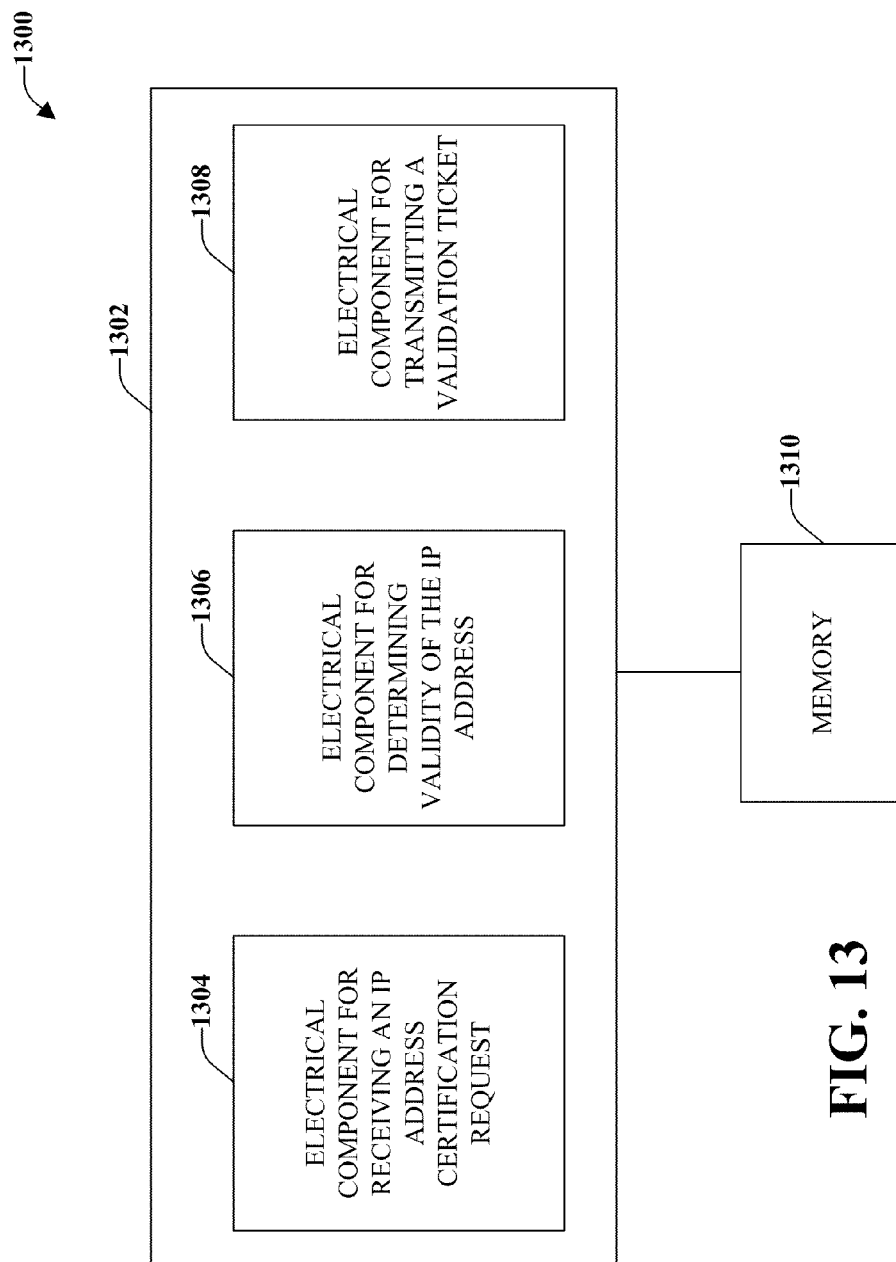 1300
1302
1304
ELECTRICAL
COMPONENT FOR
RECEIVING AN IP
ADDRESS
CERTIFICATION
REQUEST
1306
ELECTRICAL
COMPONENT FOR
DETERMINING
VALIDITY OF THE IP
ADDRESS
1308
ELECTRICAL
COMPONENT FOR
TRANSMITTING A
VALIDATION TICKET
1310
MEMORY
FIG. 13